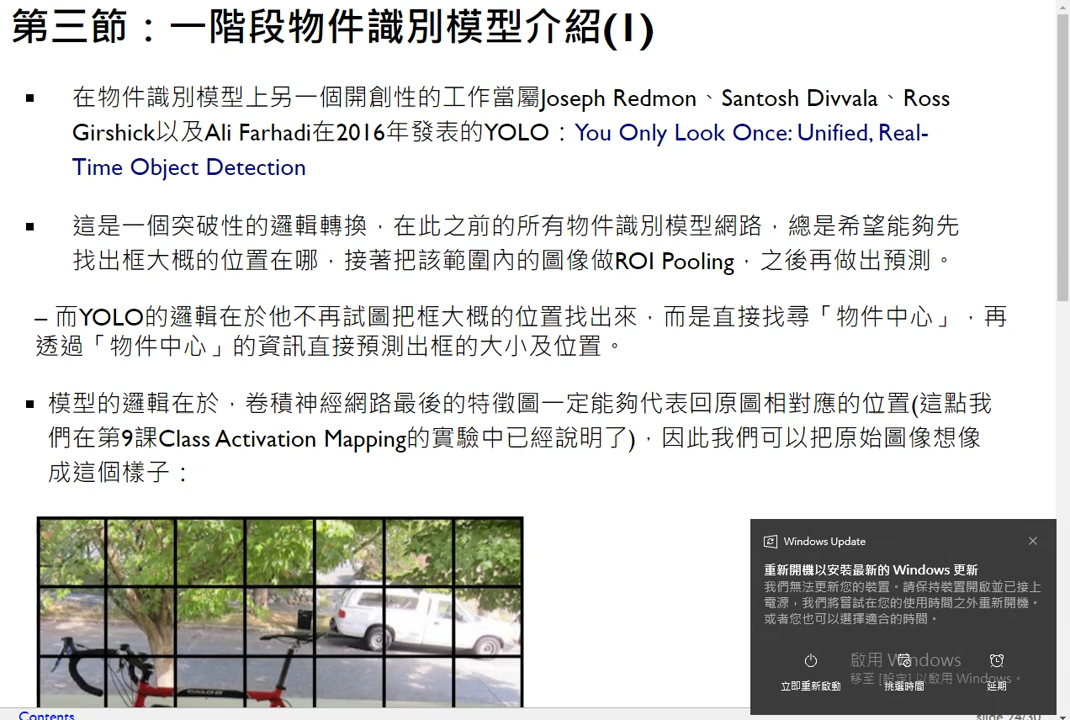 第三節：一階段物件識別模型介紹(1)
在物件識別模型上另一個開創性的工作當屬Joseph Redmon、Santosh Divvala、Ross
Girshick以及Ali Farhadi在2016年發表的YOLO：You Only Look Once: Unified, Real-
Time Object Detection
這是一個突破性的邏輯轉換，在此之前的所有物件識別模型網路，總是希望能夠先
找出框大概的位置在哪，接著把該範圍內的圖像做ROI Pooling，之後再做出預測。
– 而YOLO的邏輯在於他不再試圖把框大概的位置找出來，而是直接找尋「物件中心」，再
透過「物件中心」的資訊直接預測出框的大小及位置。
模型的邏輯在於，卷積神經網路最後的特徵圖一定能夠代表回原圖相對應的位置(這點我
們在第9課Class Activation Mapping的實驗中已經說明了)，因此我們可以把原始圖像想像
成這個樣子：
Windows Update
重新開機以安裝最新的 Windows 更新
我們無法更新您的裝置。請保持裝置開啟並已接上
電源，我們將嘗試在您的使用時間之外重新開機。
或者您也可以選擇適合的時間。
啟用 Windows
移至 [設定] 以啟用 Windows。
立即重新啟動
挑選時間
延期
Contents
slide 24/30